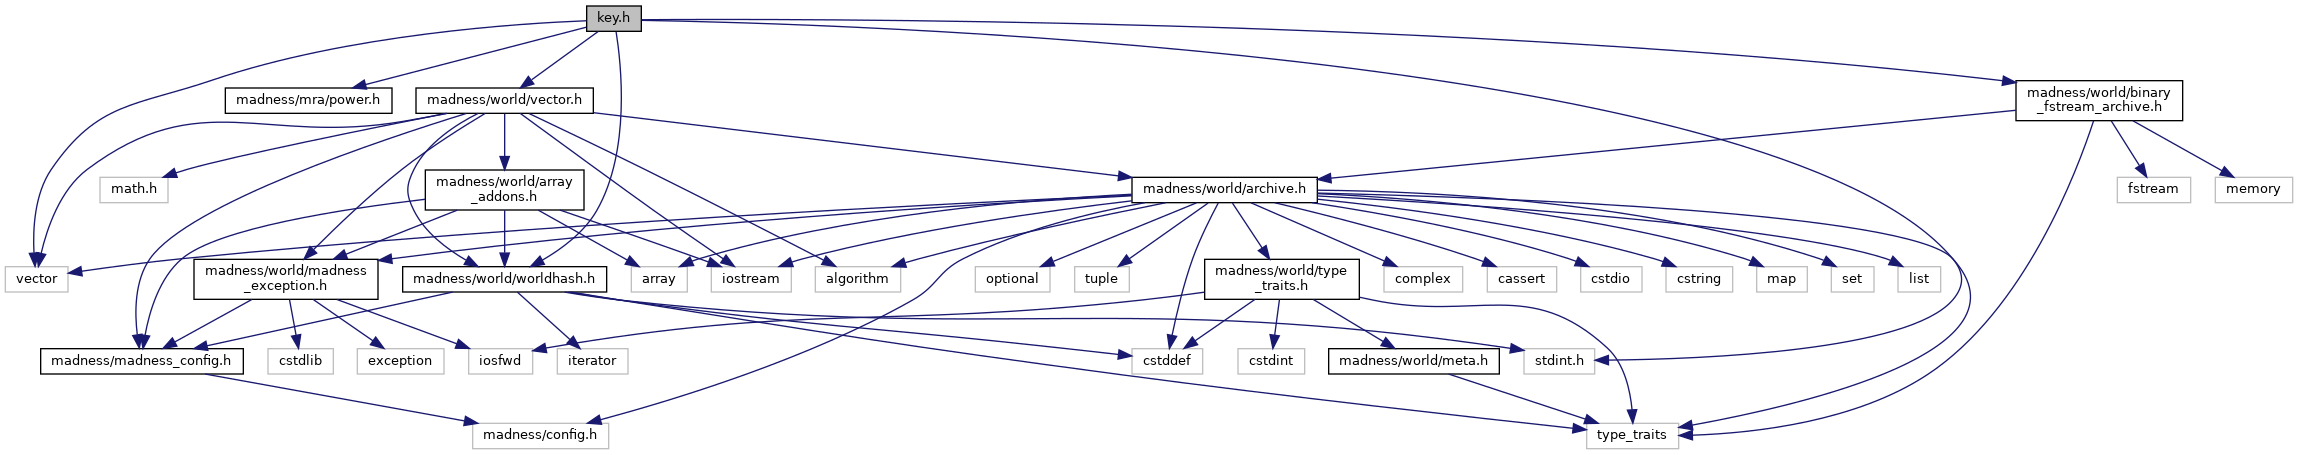 key.h
madness/world/binary
_fstream_archive.h
madness/mra/power.h
madness/world/vector.h
math.h
madness/world/array
_addons.h
madness/world/archive.h
fstream
memory
vector
madness/world/madness
_exception.h
madness/world/worldhash.h
array
iostream
algorithm
optional
tuple
madness/world/type
_traits.h
complex
cassert
cstdio
cstring
map
set
list
madness/madness_config.h
cstdlib
exception
iosfwd
iterator
cstddef
cstdint
madness/world/meta.h
stdint.h
madness/config.h
type_traits